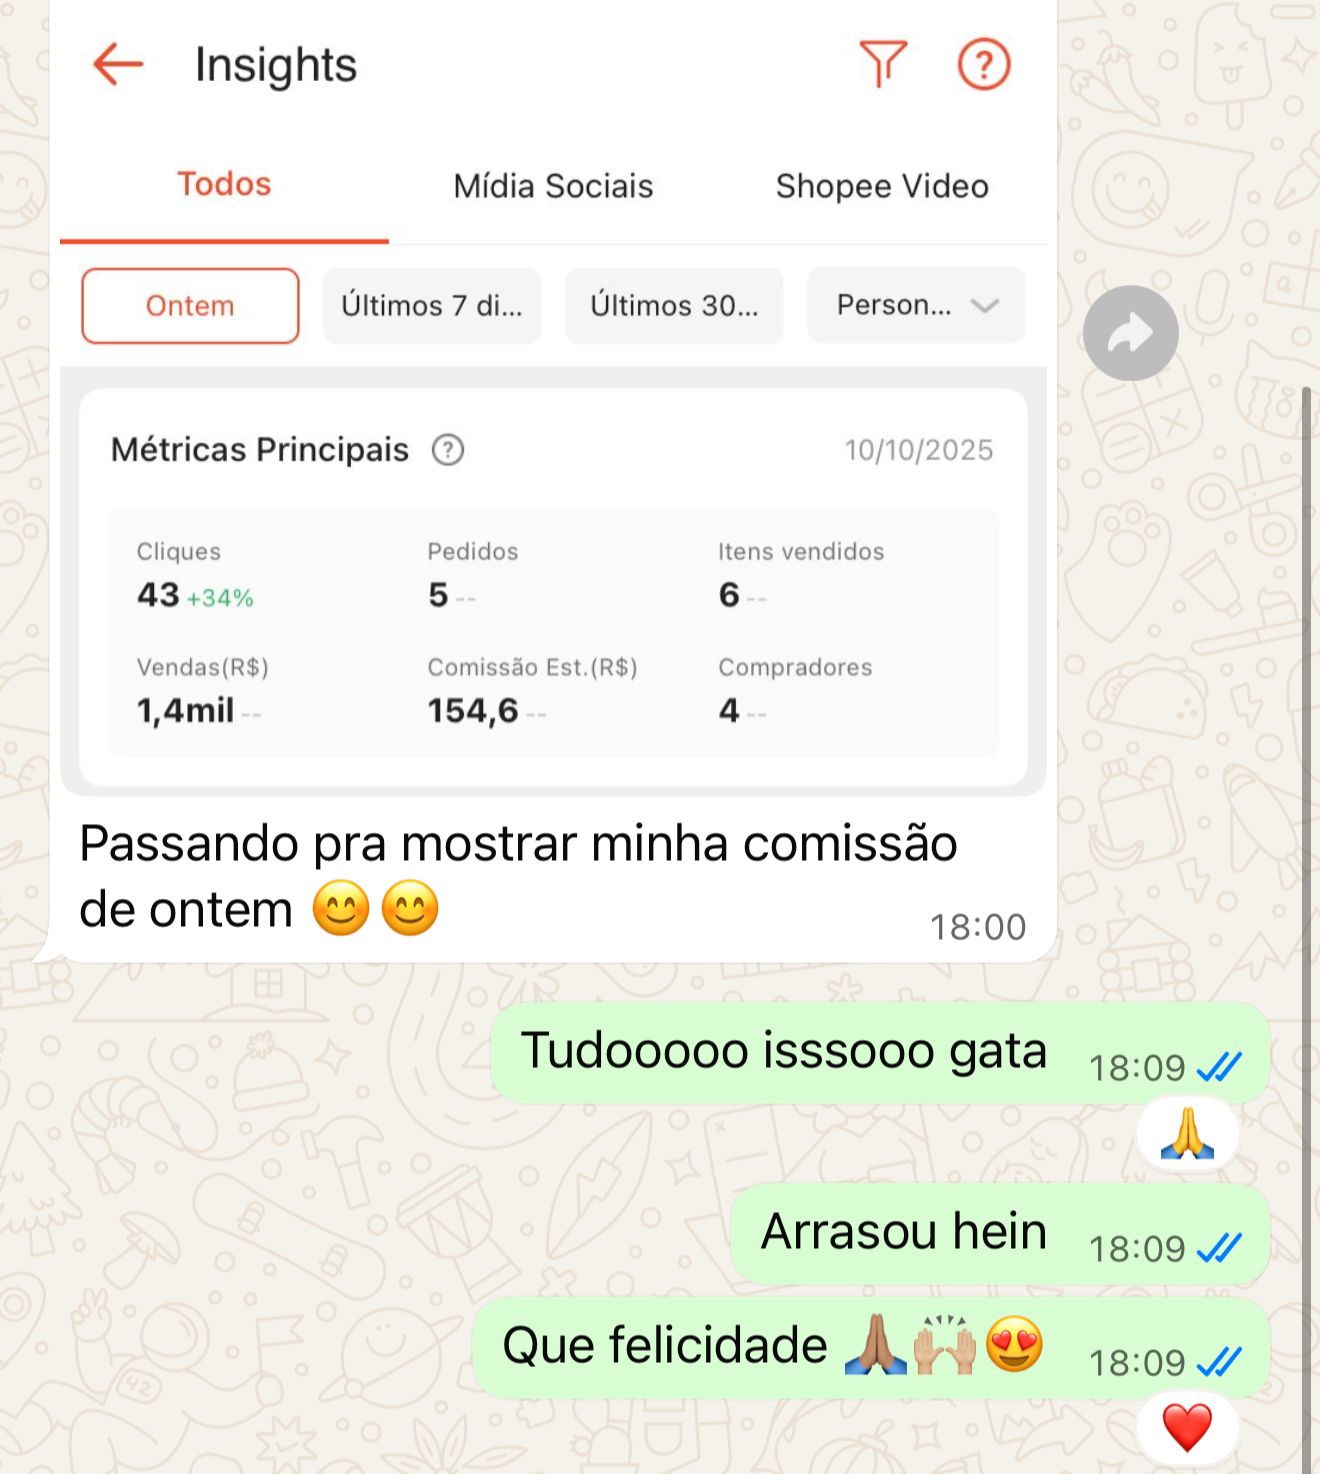 Insights
Todos Mídia Sociais Shopee Video
Ontem Últimos 7 di... Últimos 30... Person...
Métricas Principais ? 10/10/2025
Cliques Pedidos Itens vendidos
43 +34% 5 -- 6 --
Vendas(R$) Comissão Est.(R$) Compradores
1,4mil -- 154,6 -- 4 --
Passando pra mostrar minha comissão
de ontem 😊😊
18:00
Tudooooo isssooo gata 18:09
🙏
Arrasou hein 18:09
Que felicidade 🙏🏽🙌🏼😍 18:09
❤️